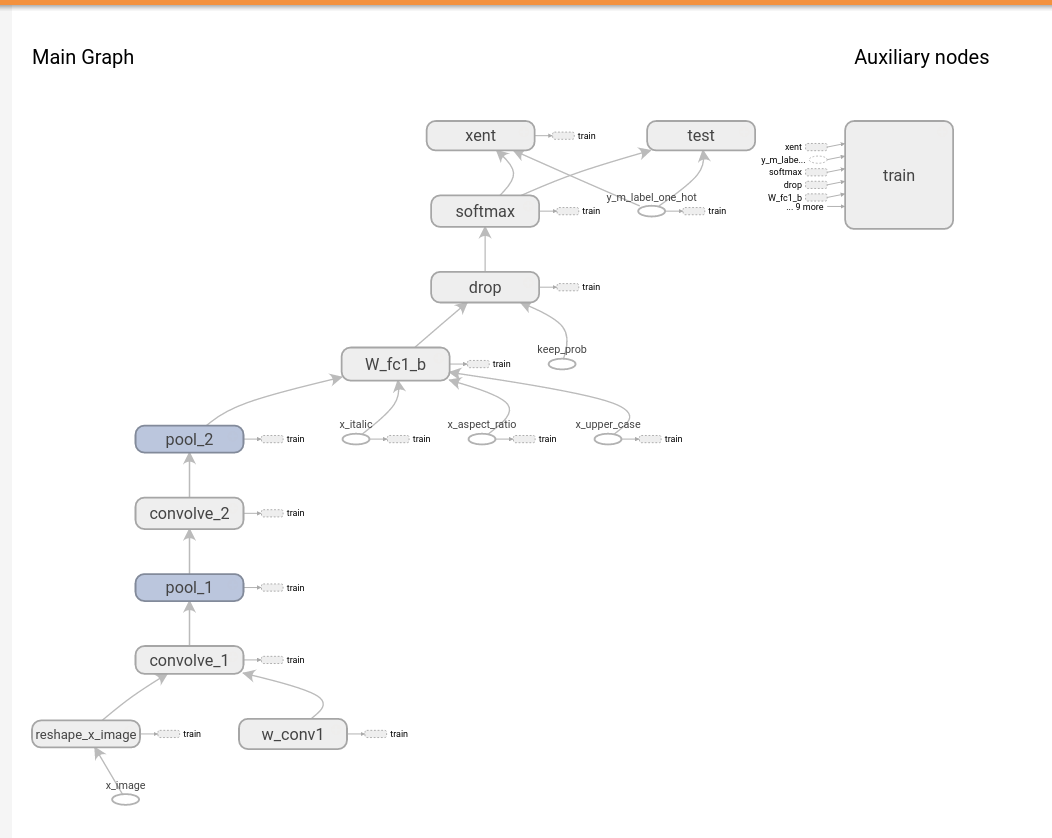 Main Graph
Auxiliary nodes
xent
train
test
xent
y_m_labe...
softmax
drop
W_fc1_b
... 9 more
train
softmax
train
y_m_label_one_hot
train
drop
train
keep_prob
W_fc1_b
train
x_italic
train
x_aspect_ratio
train
x_upper_case
train
pool_2
train
convolve_2
train
pool_1
train
convolve_1
train
reshape_x_image
train
w_conv1
train
x_image